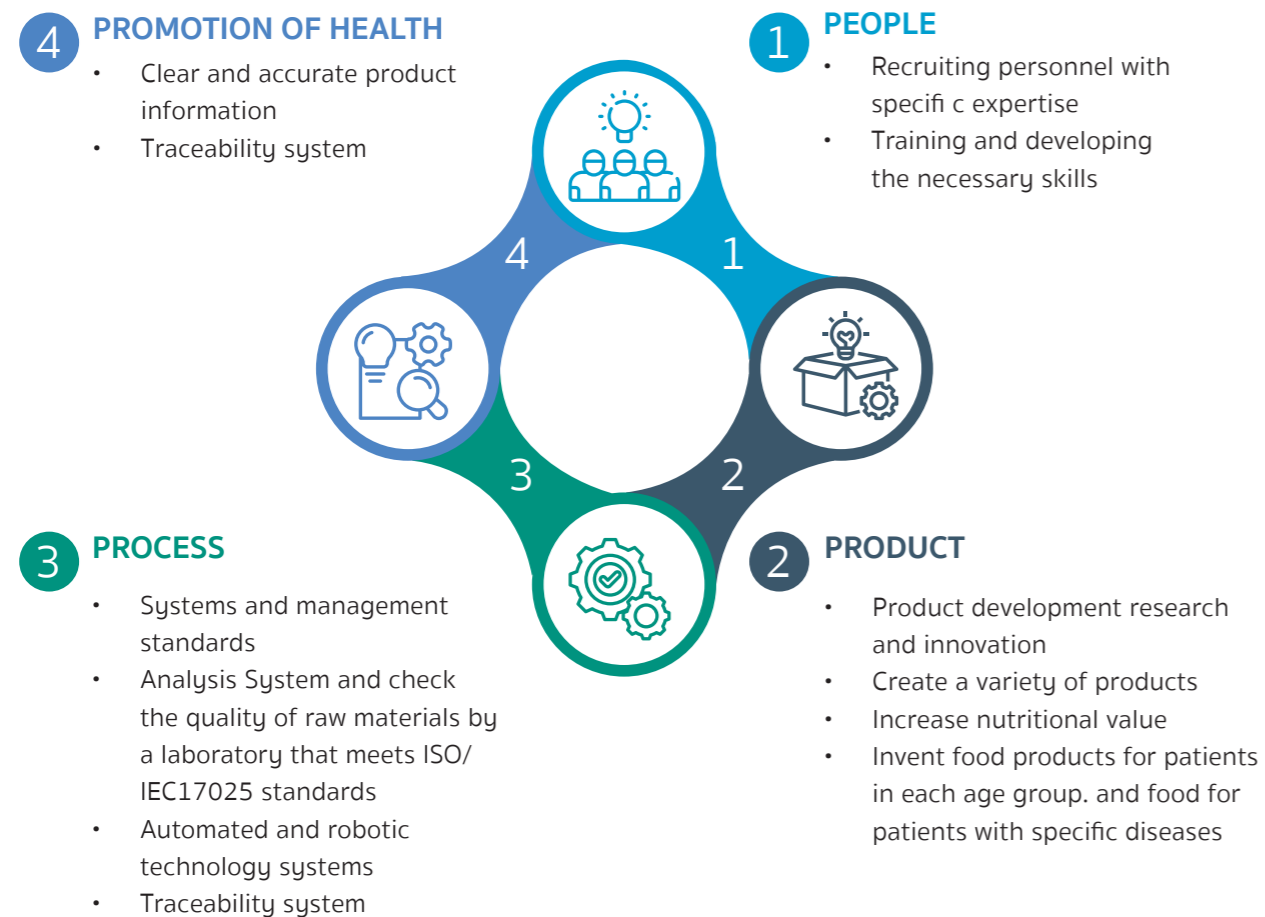 4
PROMOTION OF HEALTH
• Clear and accurate product
information
• Traceability system
1
PEOPLE
• Recruiting personnel with
specifi c expertise
• Training and developing
the necessary skills
4
1
3
2
3
PROCESS
• Systems and management
standards
• Analysis System and check
the quality of raw materials by
a laboratory that meets ISO/
IEC17025 standards
• Automated and robotic
technology systems
• Traceability system
2
PRODUCT
• Product development research
and innovation
• Create a variety of products
• Increase nutritional value
• Invent food products for patients
in each age group. and food for
patients with specific diseases